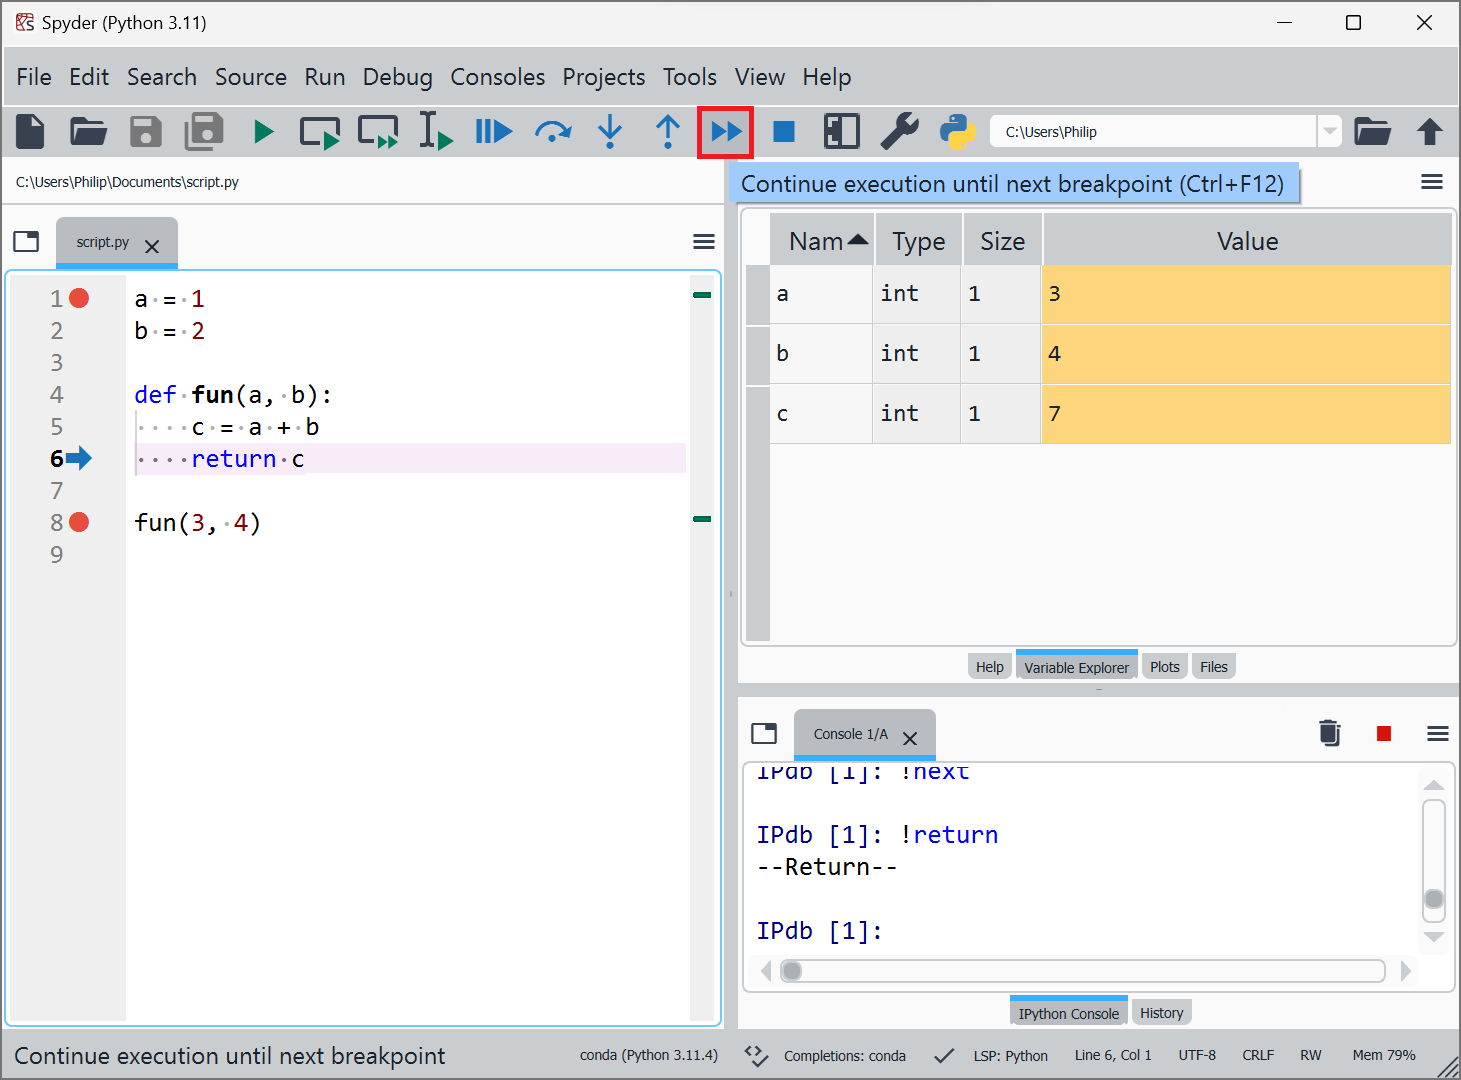 Spyder (Python 3.11)
File Edit Search Source Run Debug Consoles Projects Tools View Help
C:\Users\Philip
C:\Users\Philip\Documents\script.py
Continue execution until next breakpoint (Ctrl+F12)
script.py
1 a = 1
2 b = 2
3
4 def fun(a, b):
5 c = a + b
6 return c
7
8 fun(3, 4)
9
Nam Type Size Value
a int 1 3
b int 1 4
c int 1 7
Help Variable Explorer Plots Files
Console 1/A
IPdb [1]: !next
IPdb [1]: !return
--Return--
IPdb [1]:
IPython Console History
Continue execution until next breakpoint conda (Python 3.11.4) Completions: conda LSP: Python Line 6, Col 1 UTF-8 CRLF RW Mem 79%